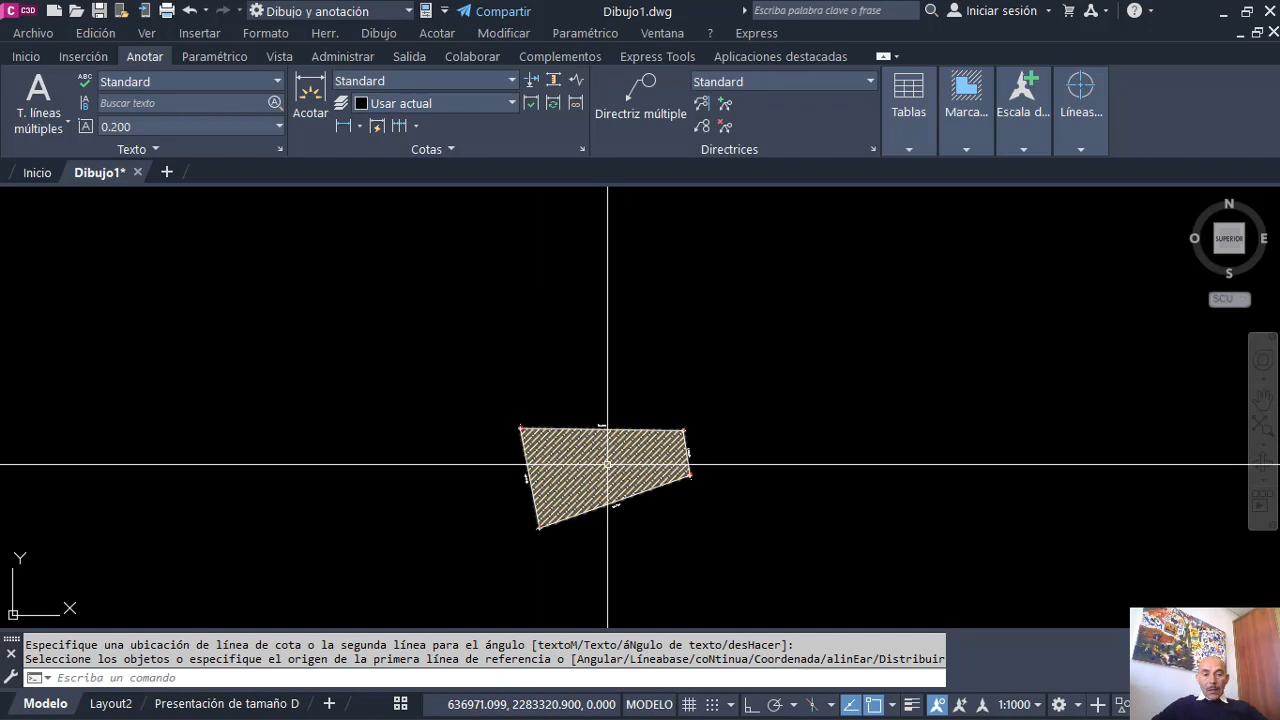 C3D Dibujo y anotación Compartir Dibujo1.dwg Escriba palabra clave o frase Iniciar sesión
Archivo Edición Ver Insertar Formato Herr. Dibujo Acotar Modificar Paramétrico Ventana ? Express
Inicio Inserción Anotar Paramétrico Vista Administrar Salida Colaborar Complementos Express Tools Aplicaciones destacadas
Standard Standard Standard
Buscar texto Usar actual
T. líneas múltiples 0.200 Acotar Directriz múltiple Tablas Marca... Escala d... Líneas...
Texto Cotas Directrices
Inicio Dibujo1* +
N
O SUPERIOR E
S
SCU
Y
X
Especifique una ubicación de línea de cota o la segunda línea para el ángulo [textoM/Texto/áNgulo de texto/desHacer]:
Seleccione los objetos o especifique el origen de la primera línea de referencia o [Angular/Líneabase/coNtinua/Coordenada/alinEar/Distribuir
Escriba un comando
Modelo Layout2 Presentación de tamaño D + 636971.099, 2283320.900, 0.000 MODELO 1:1000